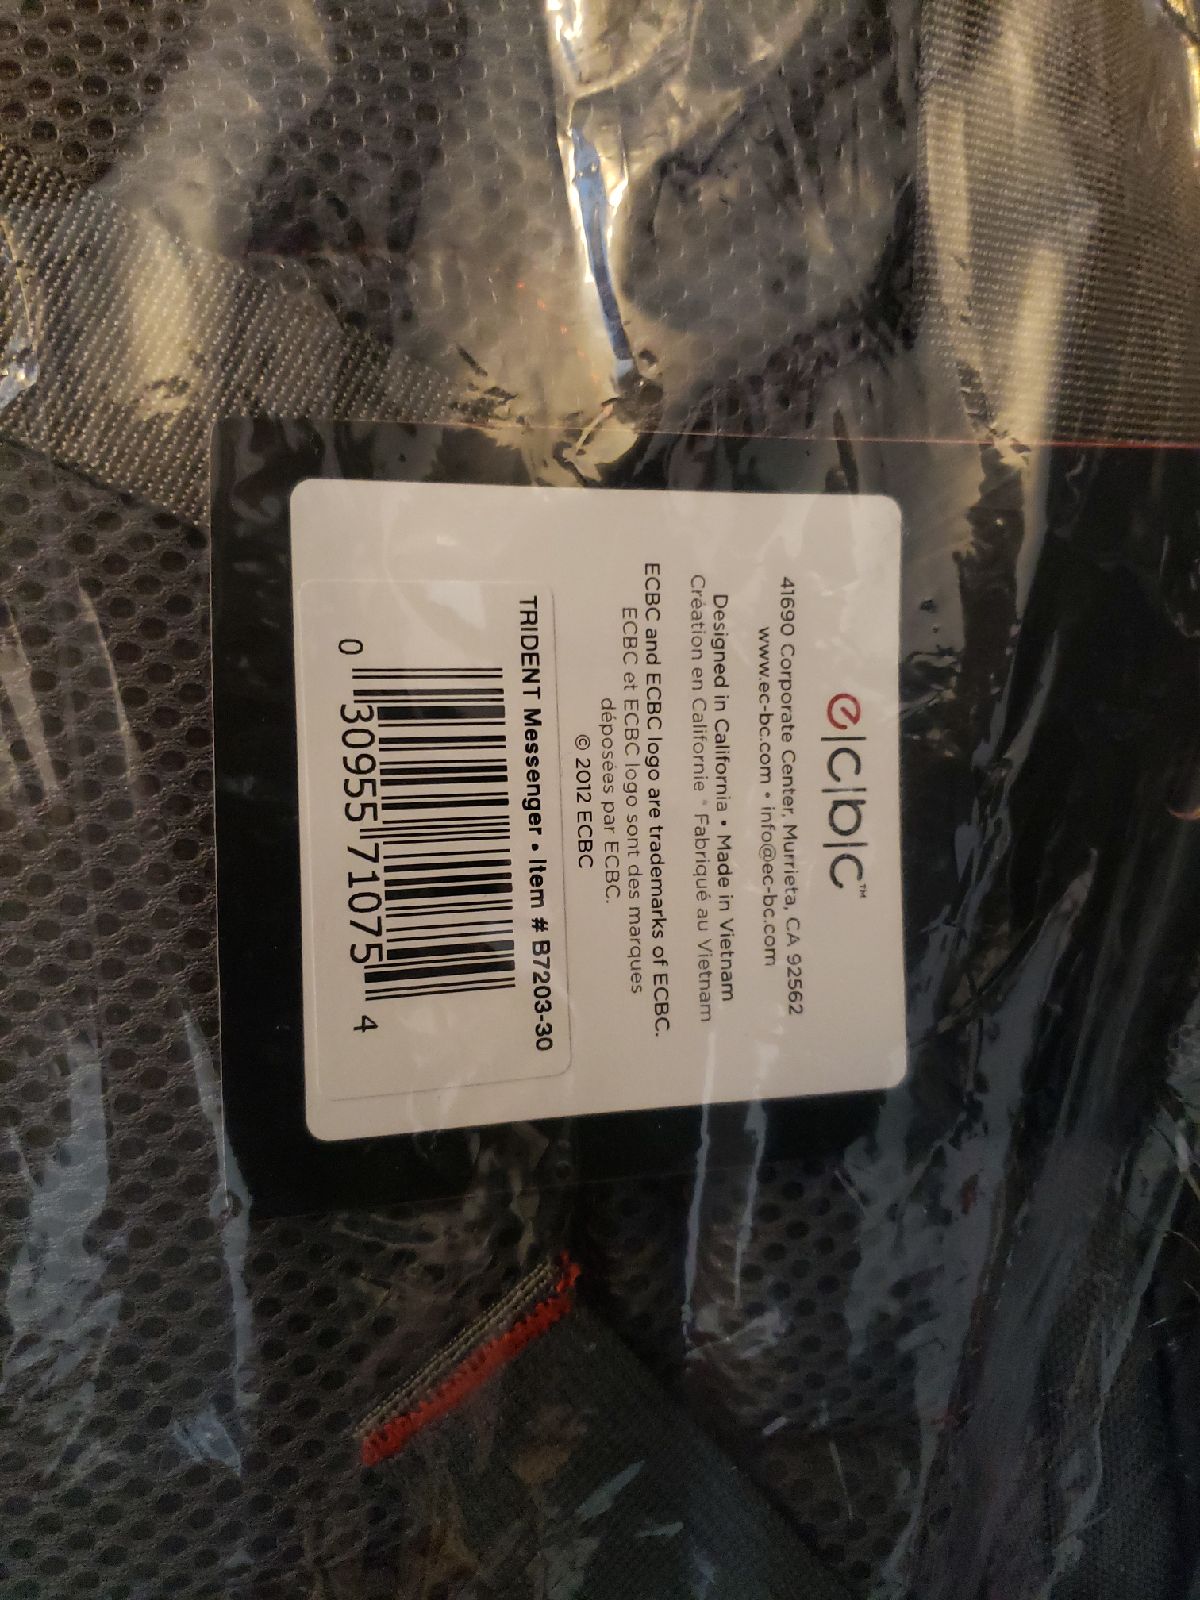 e|c|b|c™
41690 Corporate Center, Murrieta, CA 92562
www.ec-bc.com • info@ec-bc.com
Designed in California • Made in Vietnam
Création en Californie • Fabriqué au Vietnam
ECBC and ECBC logo are trademarks of ECBC.
ECBC et ECBC logo sont des marques
déposées par ECBC.
© 2012 ECBC
TRIDENT Messenger • Item # B7203-30
0 30955 71075 4